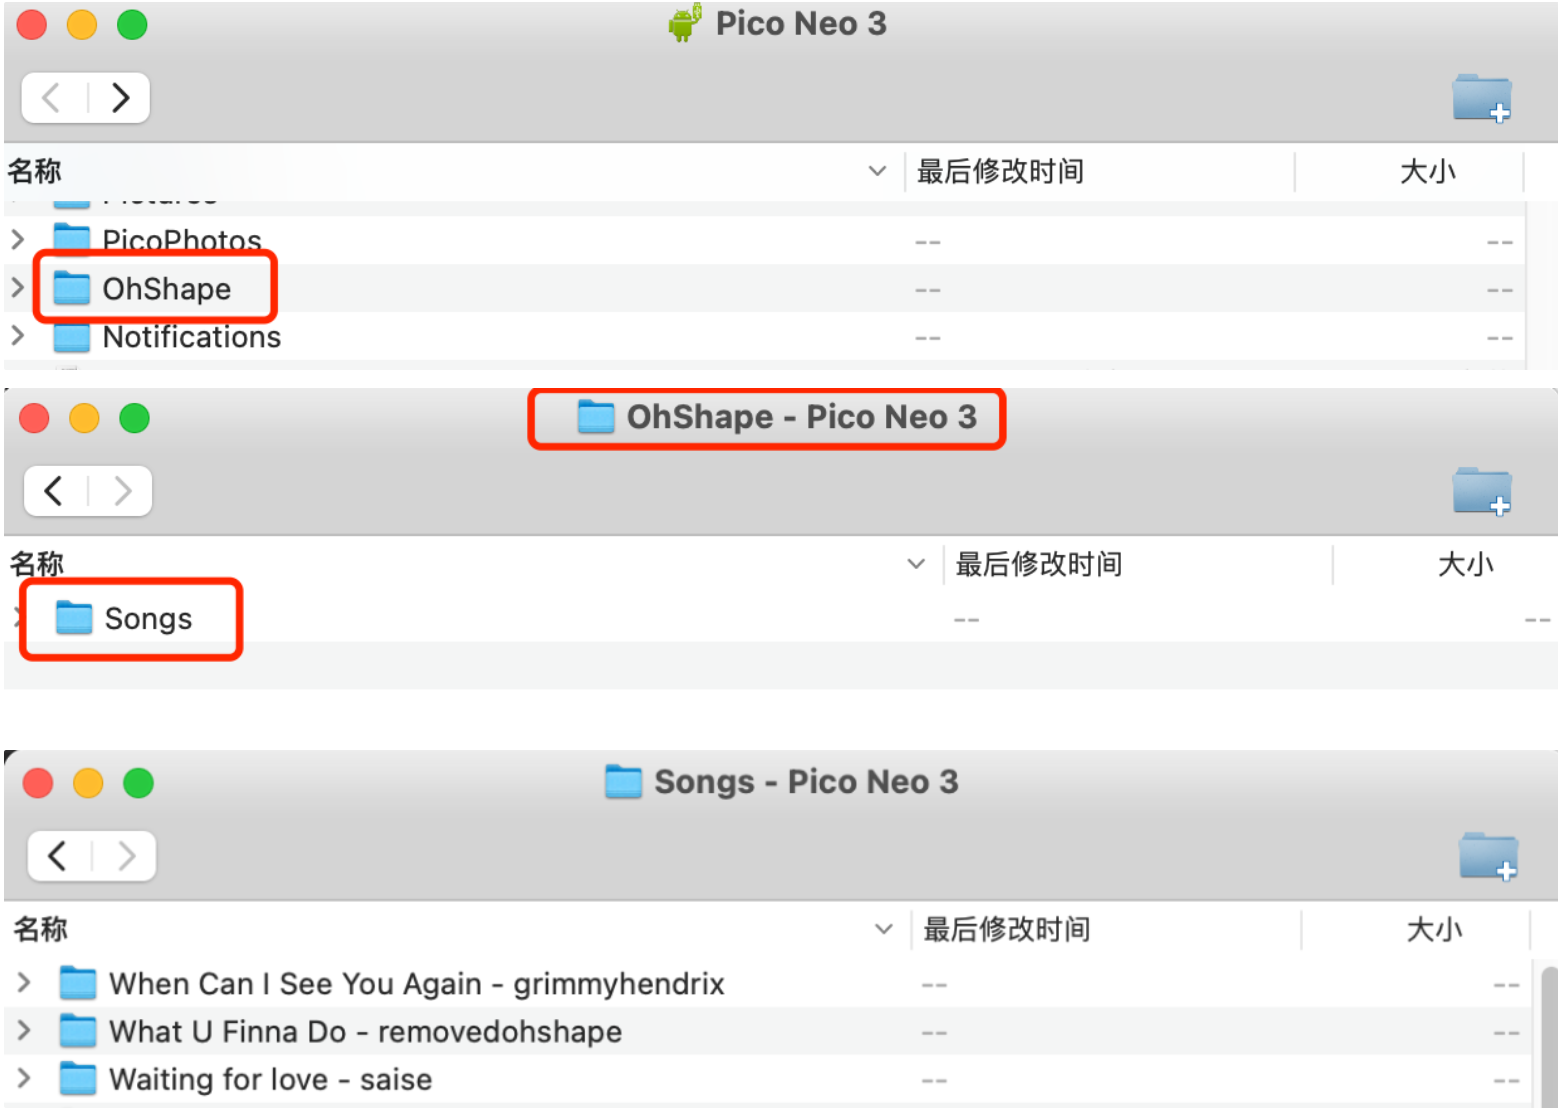 Pico Neo 3
名称 最后修改时间 大小
Pictures
PicoPhotos -- --
OhShape -- --
Notifications -- --
OhShape - Pico Neo 3
名称 最后修改时间 大小
Songs -- --
Songs - Pico Neo 3
名称 最后修改时间 大小
When Can I See You Again - grimmyhendrix -- --
What U Finna Do - removedohshape -- --
Waiting for love - saise -- --